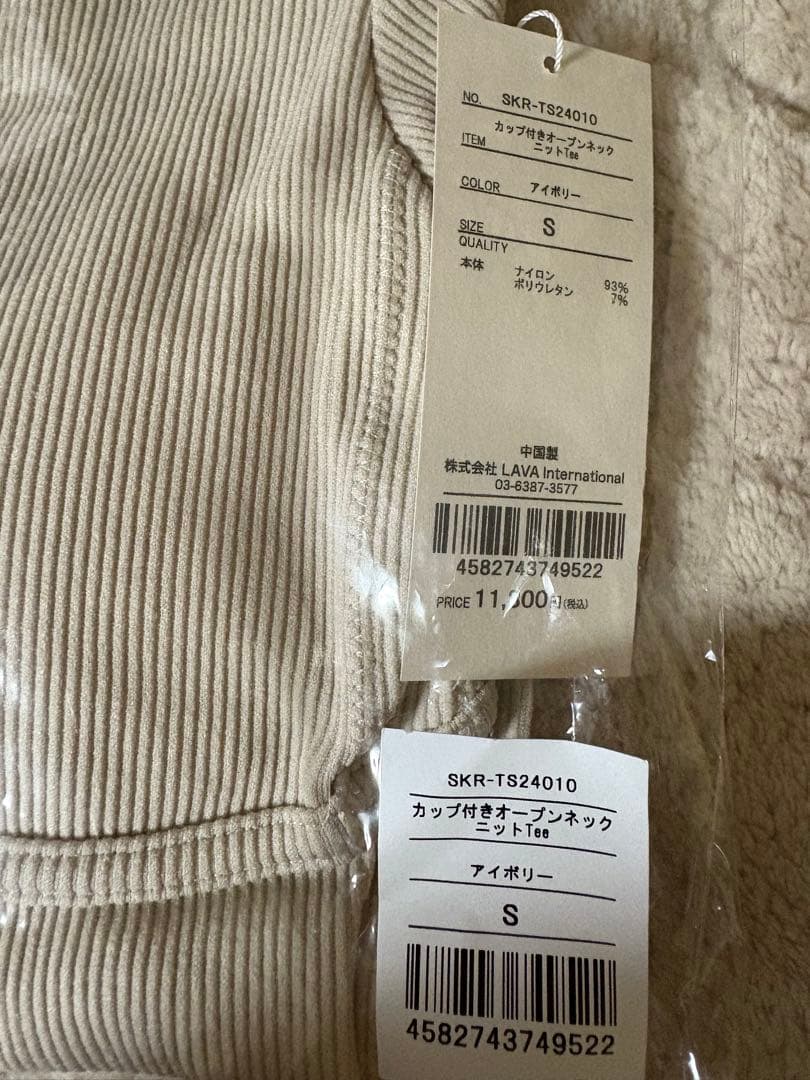 NO. SKR-TS24010
ITEM カップ付きオープンネック
ニットTee
COLOR アイボリー
SIZE S
QUALITY
本体 ナイロン 93%
ポリウレタン 7%
中国製
株式会社 LAVA International
03-6387-3577
4582743749522
PRICE 円(税込)
SKR-TS24010
カップ付きオープンネック
ニットTee
アイボリー
S
4582743749522